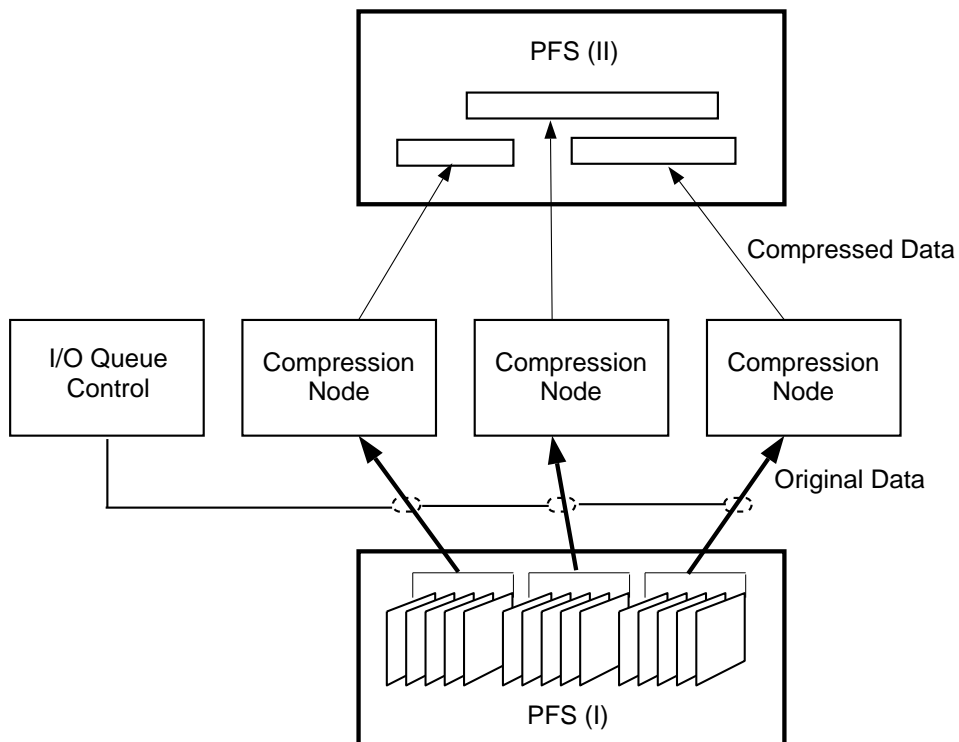 PFS (II)
Compressed Data
I/O Queue
Control
Compression
Node
Compression
Node
Compression
Node
Original Data
PFS (I)